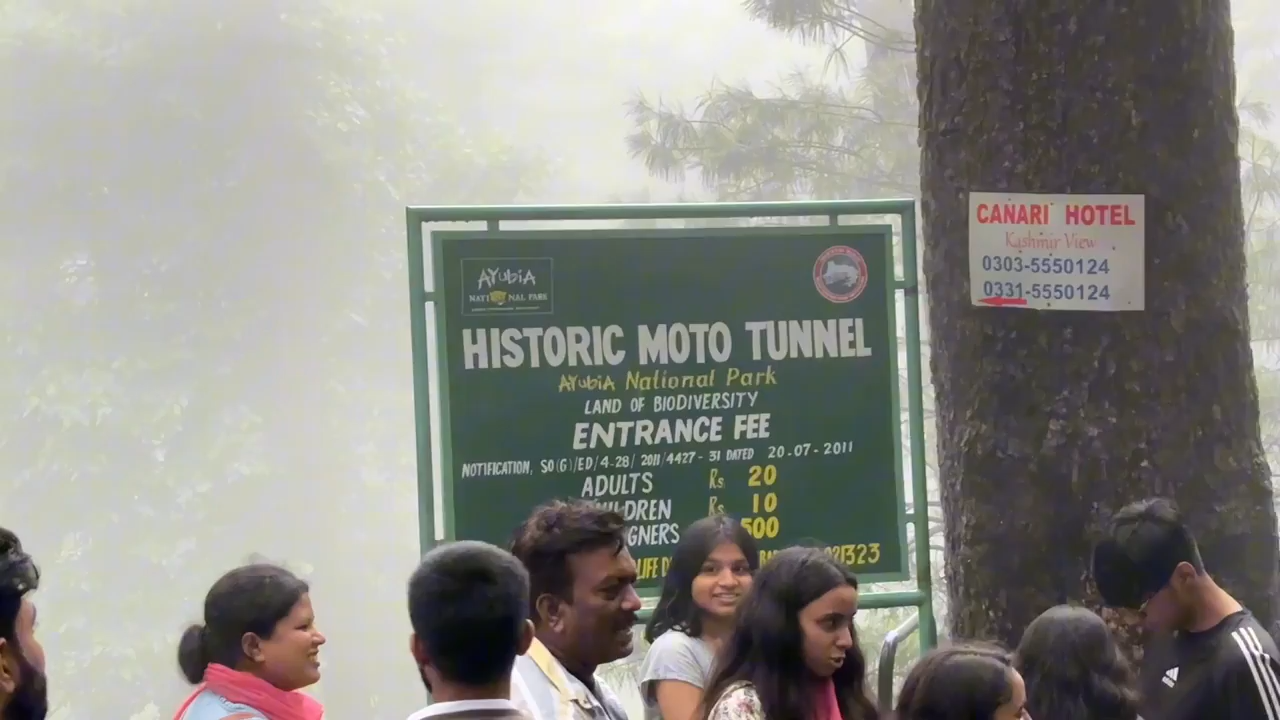 AYUBIA
NATIONAL PARK
HISTORIC MOTO TUNNEL
AYUBIA National Park
LAND OF BIODIVERSITY
ENTRANCE FEE
NOTIFICATION, SO(G)/ED/4-28/ 2011/4427- 31 DATED 20-07-2011
ADULTS Rs. 20
Rs. 10
500
21323
CANARI HOTEL
Kashmir View
0303-5550124
0331-5550124